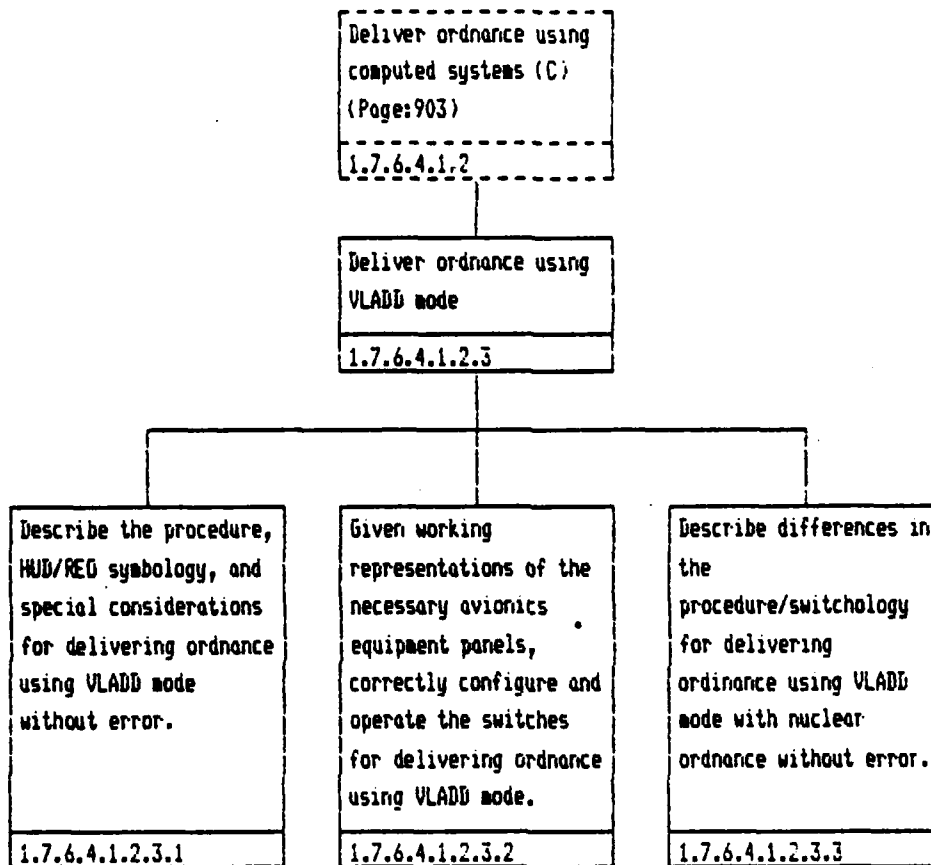 Deliver ordnance using
computed systems (C)
(Page:903)
1.7.6.4.1.2
Deliver ordnance using
VLADD mode
1.7.6.4.1.2.3
Describe the procedure,
HUD/REO symbology, and
special considerations
for delivering ordnance
using VLADD mode
without error.
1.7.6.4.1.2.3.1
Given working
representations of the
necessary avionics
equipment panels,
correctly configure and
operate the switches
for delivering ordnance
using VLADD mode.
1.7.6.4.1.2.3.2
Describe differences in
the
procedure/switchology
for delivering
ordinance using VLADD
mode with nuclear
ordnance without error.
1.7.6.4.1.2.3.3